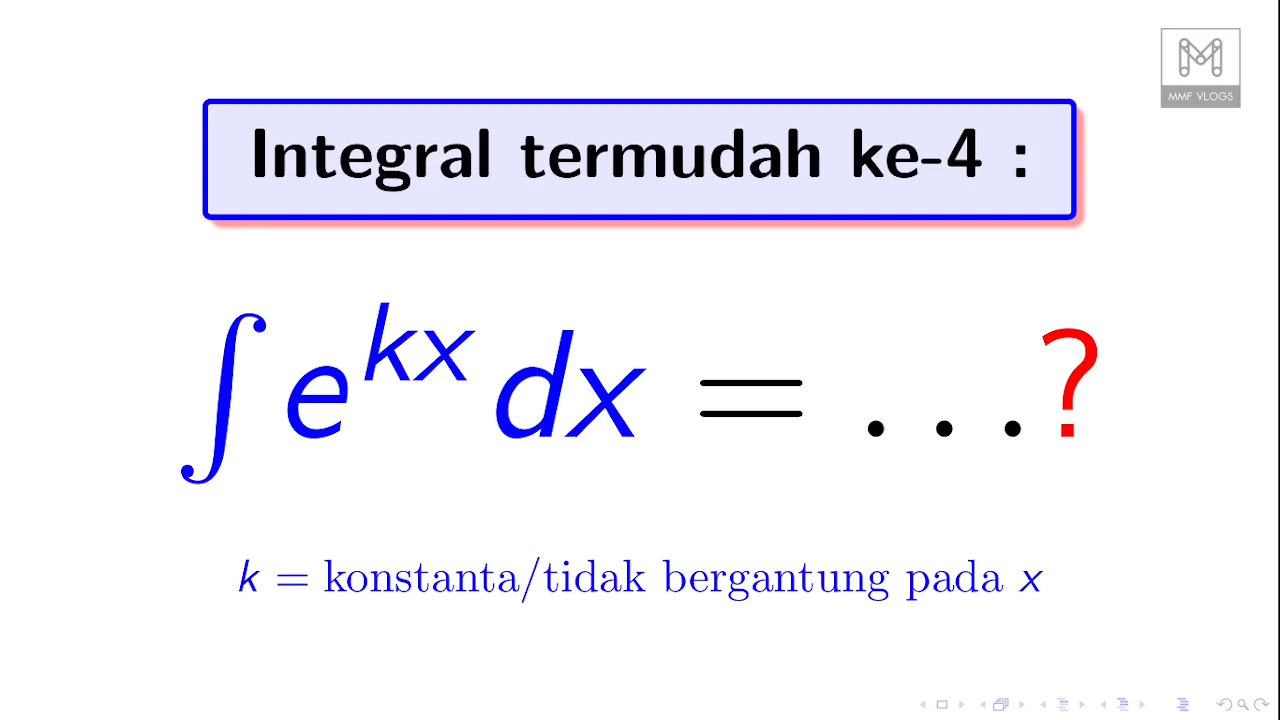 MMF VLOGS
Integral termudah ke-4 :
∫ e^{kx} dx = ...?
k = konstanta/tidak bergantung pada x